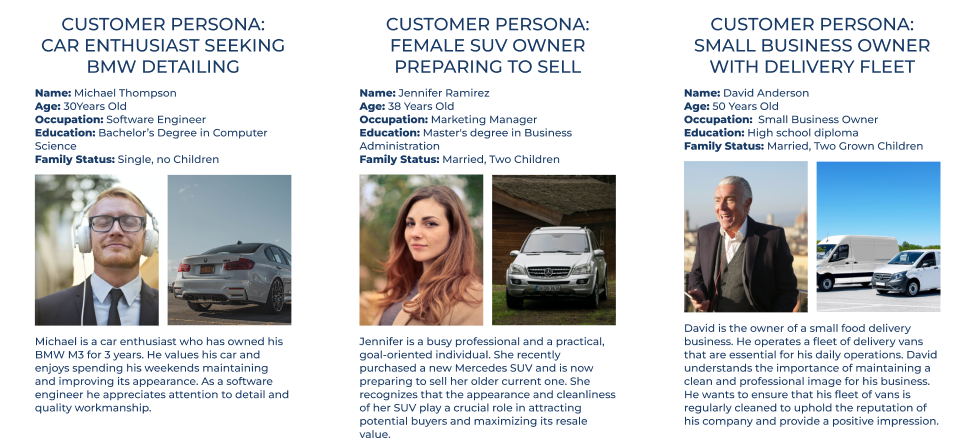 CUSTOMER PERSONA:
CAR ENTHUSIAST SEEKING
BMW DETAILING
Name: Michael Thompson
Age: 30Years Old
Occupation: Software Engineer
Education: Bachelor's Degree in Computer
Science
Family Status: Single, no Children
Michael is a car enthusiast who has owned his
BMW M3 for 3 years. He values his car and
enjoys spending his weekends maintaining
and improving its appearance. As a software
engineer he appreciates attention to detail and
quality workmanship.
CUSTOMER PERSONA:
FEMALE SUV OWNER
PREPARING TO SELL
Name: Jennifer Ramirez
Age: 38 Years Old
Occupation: Marketing Manager
Education: Master's degree in Business
Administration
Family Status: Married, Two Children
Jennifer is a busy professional and a practical,
goal-oriented individual. She recently
purchased a new Mercedes SUV and is now
preparing to sell her older current one. She
recognizes that the appearance and cleanliness
of her SUV play a crucial role in attracting
potential buyers and maximizing its resale
value.
CUSTOMER PERSONA:
SMALL BUSINESS OWNER
WITH DELIVERY FLEET
Name: David Anderson
Age: 50 Years Old
Occupation:  Small Business Owner
Education: High school diploma
Family Status: Married, Two Grown Children
David is the owner of a small food delivery
business. He operates a fleet of delivery vans
that are essential for his daily operations. David
understands the importance of maintaining a
clean and professional image for his business.
He wants to ensure that his fleet of vans is
regularly cleaned to uphold the reputation of
his company and provide a positive impression.